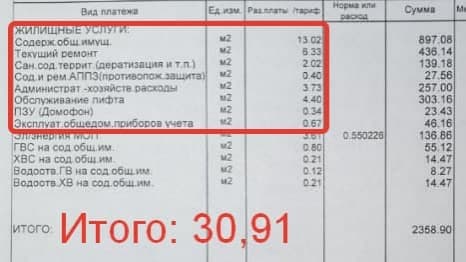 Вид платежа Ед.изм. Раз.платы /тариф Норма или расход Сумма
ЖИЛИЩНЫЕ УСЛУГИ:
Содерж.общ.имущ. м2 13.02 897.08
Текущий ремонт м2 6.33 436.14
Сан.сод.террит.(дератизация и т.п.) м2 2.02 139.18
Сод.и рем.АППЗ(противопож.защита) м2 0.40 27.56
Администрат.-хозяйств.расходы м2 3.73 257.00
Обслуживание лифта м2 4.40 303.16
ПЗУ (Домофон) м2 0.34 23.43
Эксплуат.общедом.приборов учета м2 0.67 46.16
Эл/энергия МОП м2 3.61 0.550226 136.86
ГВС на сод.общ.им. м2 0.80 55.12
ХВС на сод.общ.им. м2 0.21 14.47
Водоотв.ГВ на сод.общ.им. м2 0.12 8.27
Водоотв.ХВ на сод.общ.им. м2 0.21 14.47
ИТОГО: 2358.90
Итого: 30,91